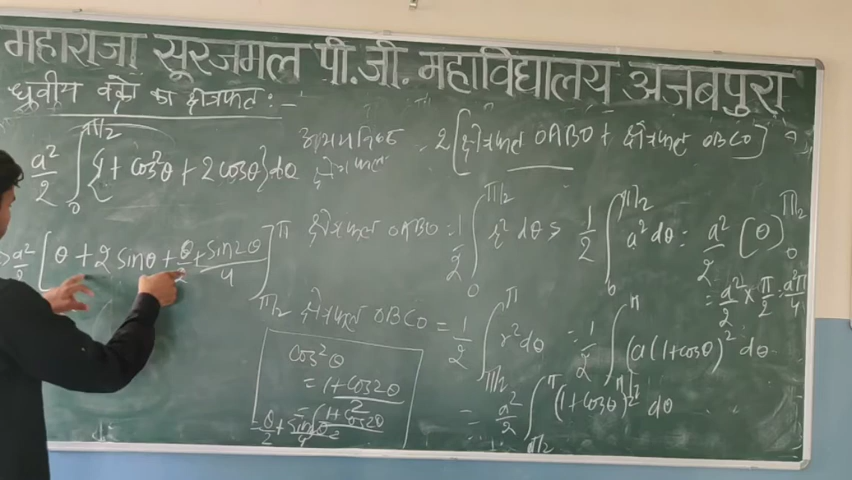 महाराजा सूरजमल पी.जी. महाविद्यालय अजबपुरा
ध्रुवीय वक्रों का क्षेत्रफल :-
a²/2 ∫₀^{π/2} {1 + cos²θ + 2cosθ} dθ
a²/2 [θ + 2 sinθ + θ/2 + sin2θ/4]_{π/2}^{π}
क्षेत्रफल = 2 [क्षेत्रफल OABO + क्षेत्रफल OBCO]
क्षेत्रफल OABO = 1/2 ∫₀^{π/2} r² dθ = 1/2 ∫₀^{π/2} a² dθ = a²/2 (θ)₀^{π/2}
= a²/2 × π/2 = a²π/4
क्षेत्रफल OBCO = 1/2 ∫_{π/2}^{π} r² dθ = 1/2 ∫_{π/2}^{π} (a(1+cosθ))² dθ
= a²/2 ∫_{π/2}^{π} (1+cosθ)² dθ
cos²θ
= 1+cos2θ/2